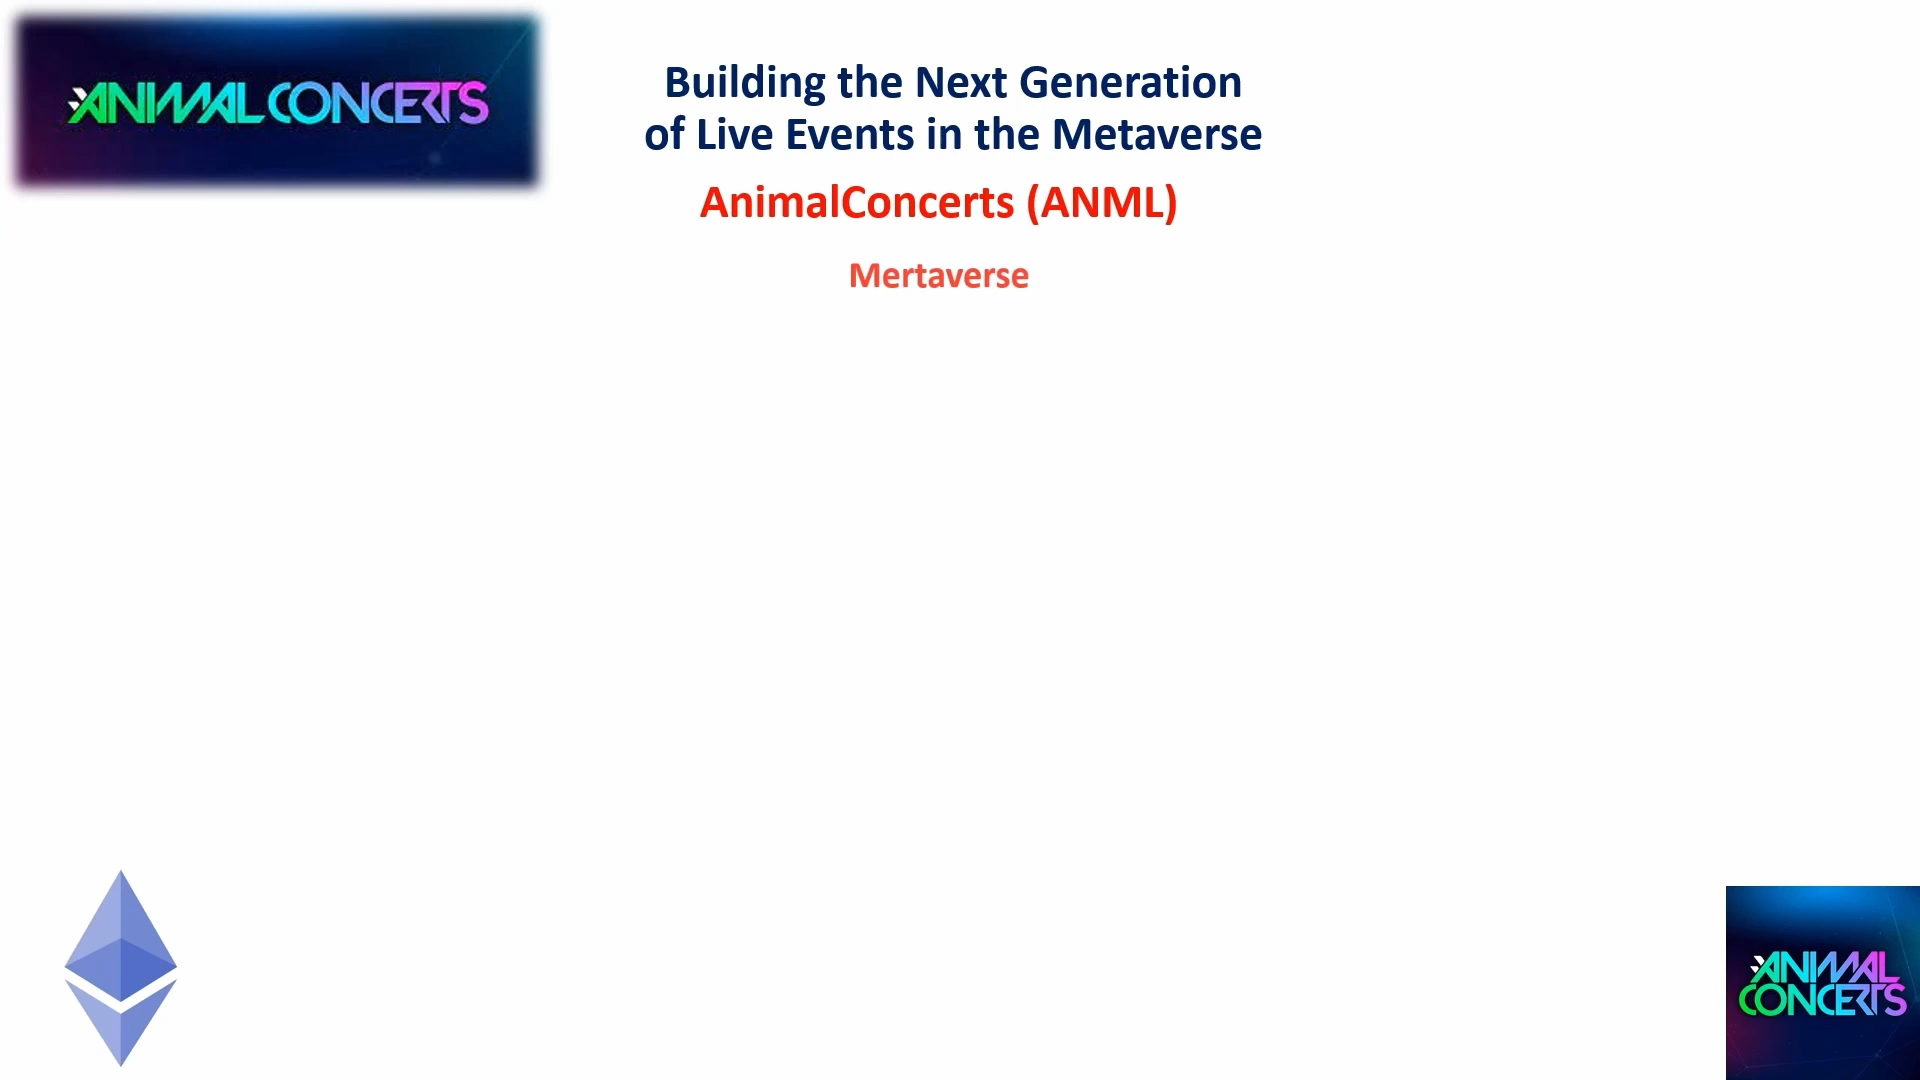 ANIMAL CONCERTS
Building the Next Generation
of Live Events in the Metaverse
AnimalConcerts (ANML)
Mertaverse
ANIMAL
CONCERTS